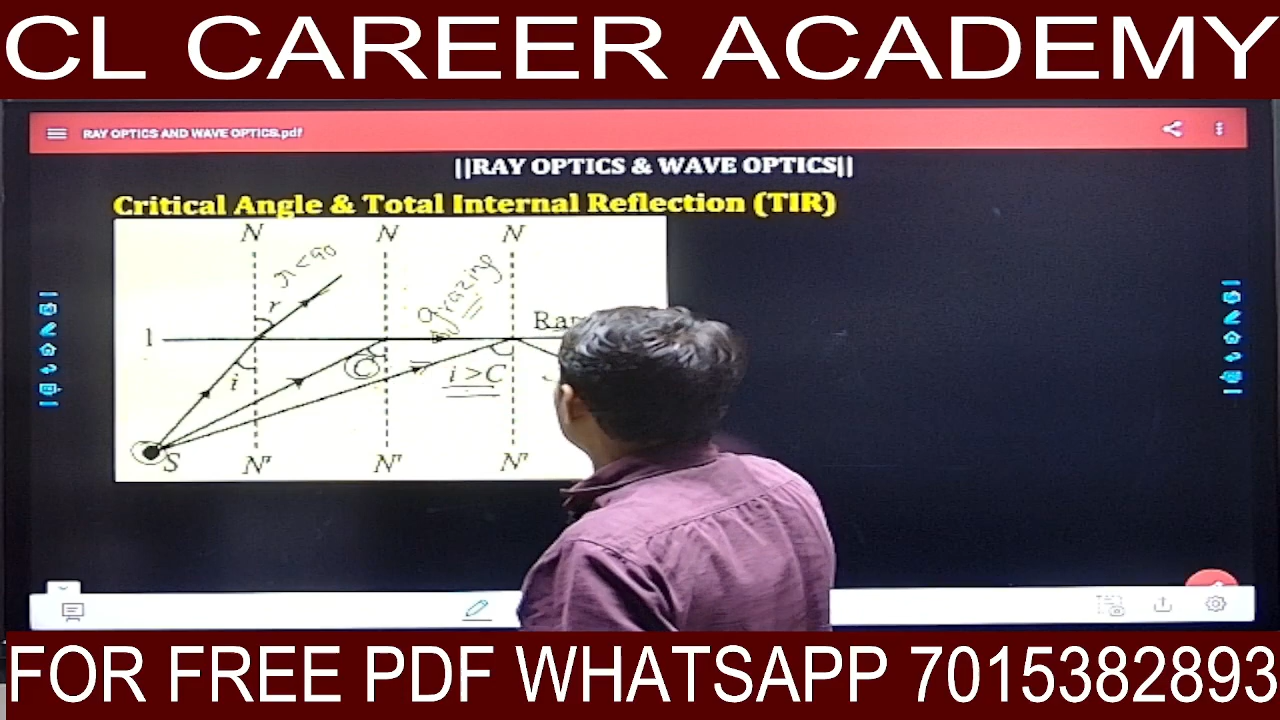 CL CAREER ACADEMY
RAY OPTICS AND WAVE OPTICS.pdf
||RAY OPTICS & WAVE OPTICS||
Critical Angle & Total Internal Reflection (TIR)
N N N
r r<90 grazing
1 Rar
i C i > C
S N' N' N'
FOR FREE PDF WHATSAPP 7015382893